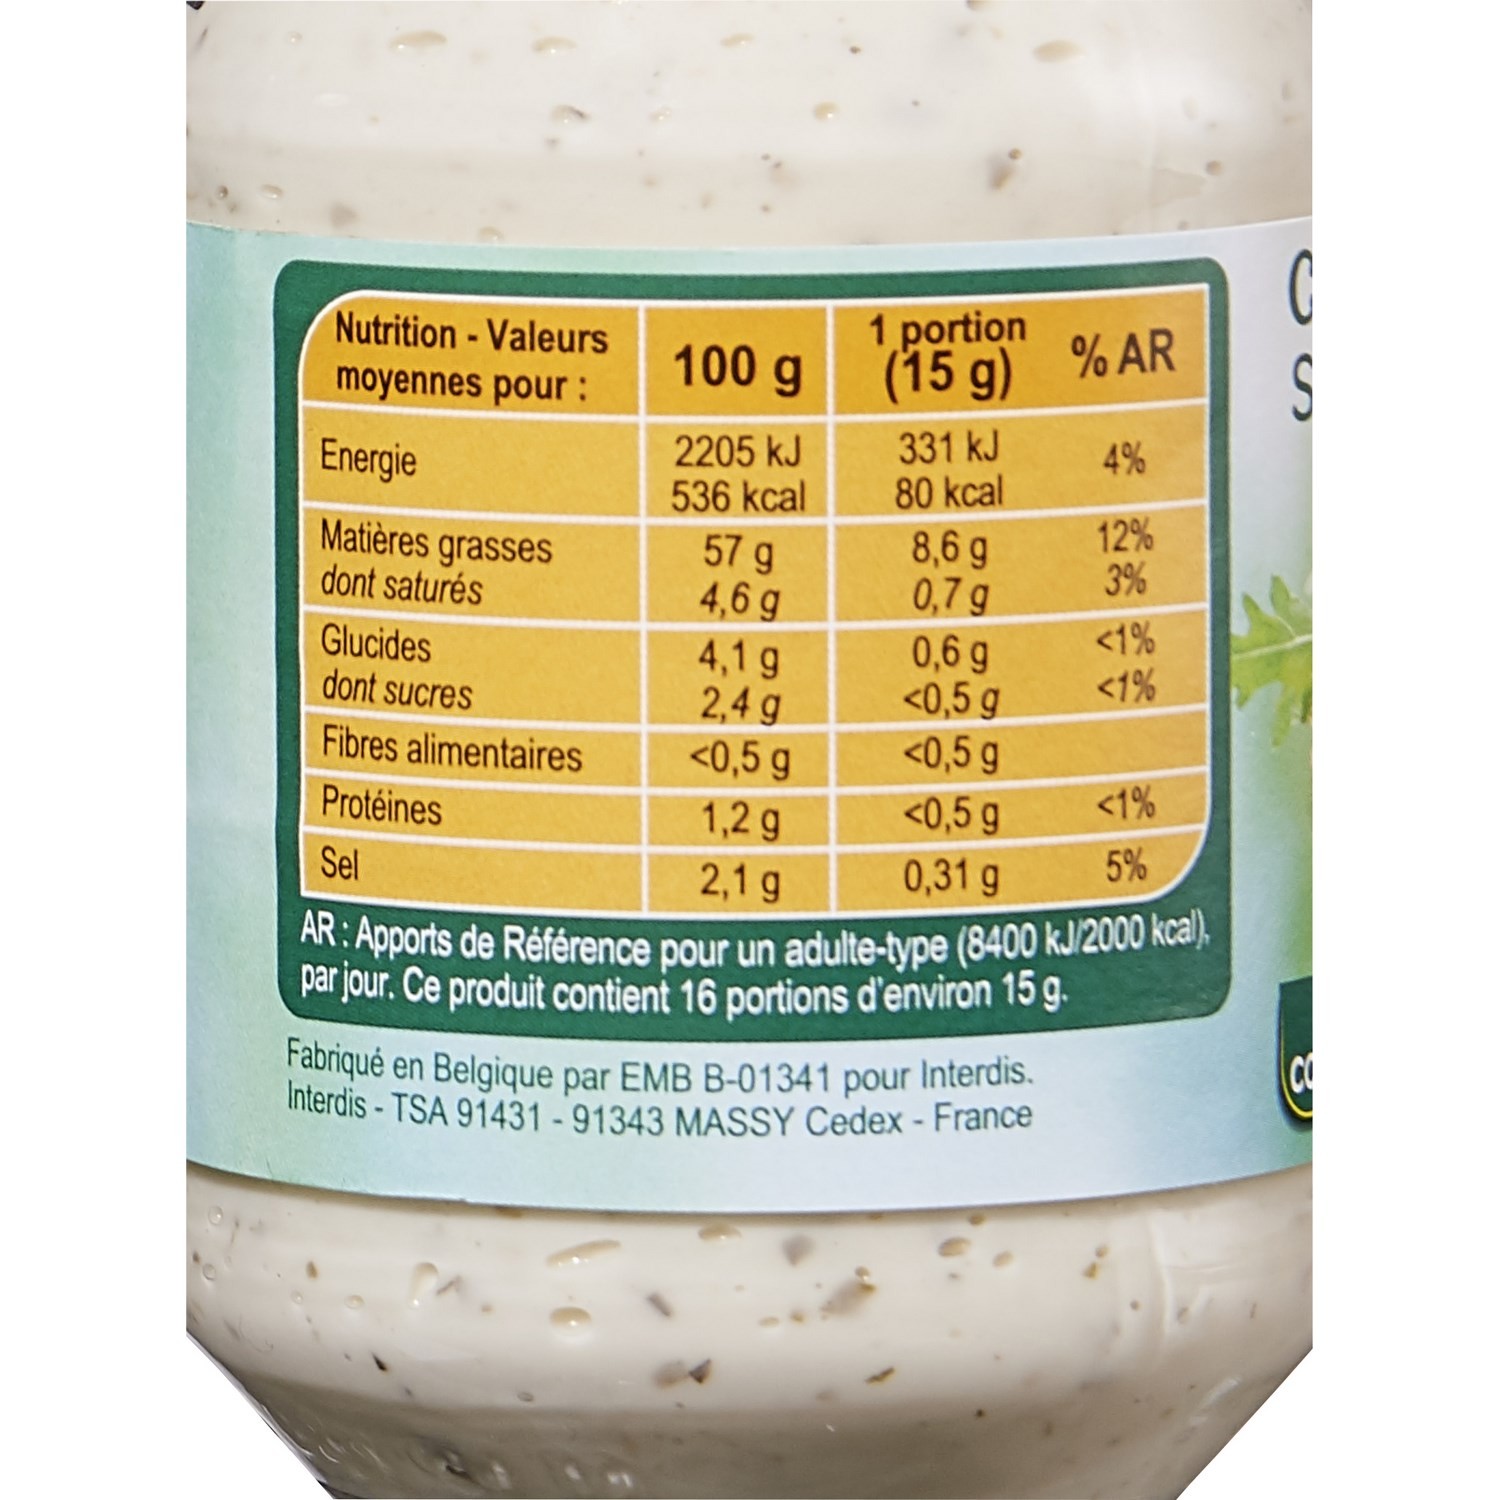 Nutrition - Valeurs moyennes pour : 100 g 1 portion (15 g) % AR
Energie 2205 kJ 536 kcal 331 kJ 80 kcal 4%
Matières grasses 57 g 8,6 g 12%
dont saturés 4,6 g 0,7 g 3%
Glucides 4,1 g 0,6 g <1%
dont sucres 2,4 g <0,5 g <1%
Fibres alimentaires <0,5 g <0,5 g
Protéines 1,2 g <0,5 g <1%
Sel 2,1 g 0,31 g 5%
AR : Apports de Référence pour un adulte-type (8400 kJ/2000 kcal),
par jour. Ce produit contient 16 portions d'environ 15 g.
Fabriqué en Belgique par EMB B-01341 pour Interdis.
Interdis - TSA 91431 - 91343 MASSY Cedex - France